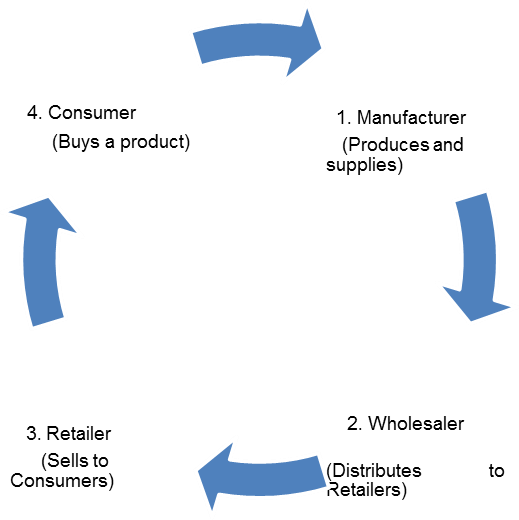 1. Manufacturer
(Produces and
supplies)
2. Wholesaler
(Distributes to
Retailers)
3. Retailer
(Sells to
Consumers)
4. Consumer
(Buys a product)